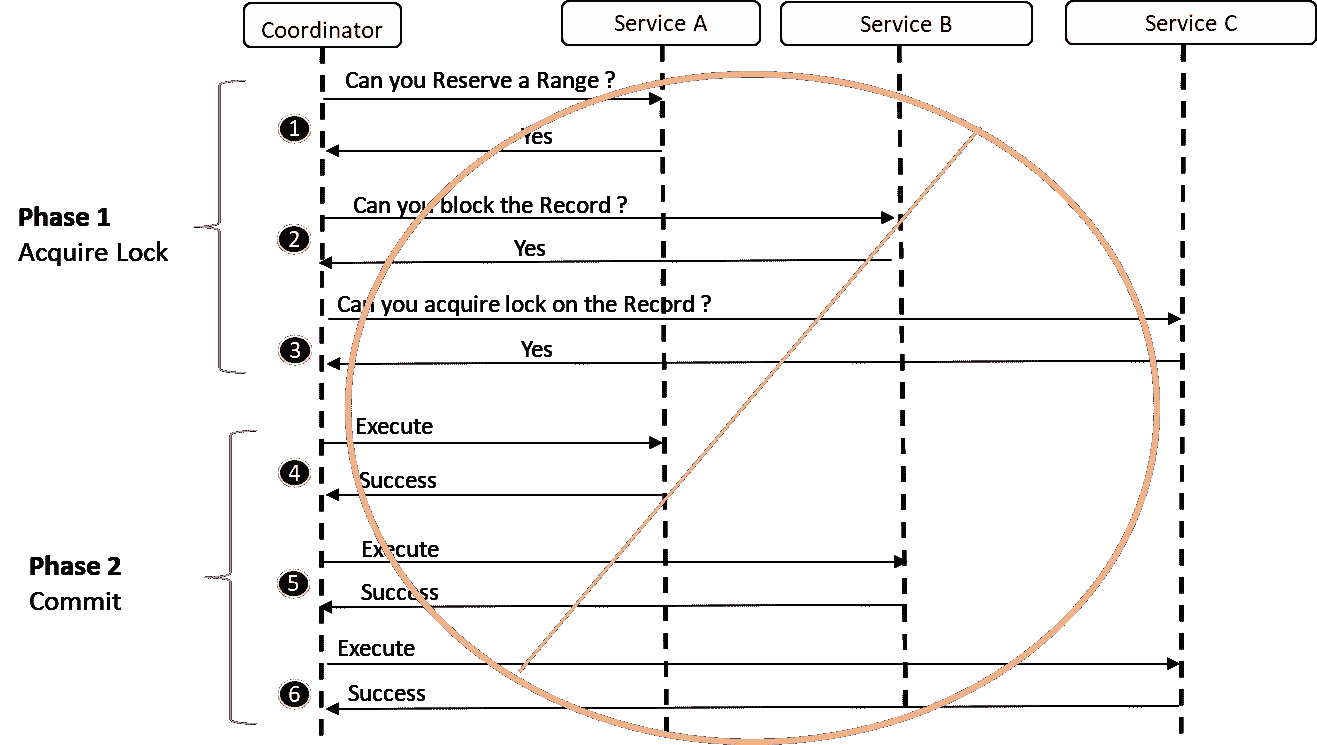 Coordinator
Service A
Service B
Service C
Can you Reserve a Range ?
1
Yes
Phase 1
Acquire Lock
Can you block the Record ?
2
Yes
Can you acquire lock on the Record ?
3
Yes
Execute
4
Success
Phase 2
Commit
Execute
5
Success
Execute
6
Success